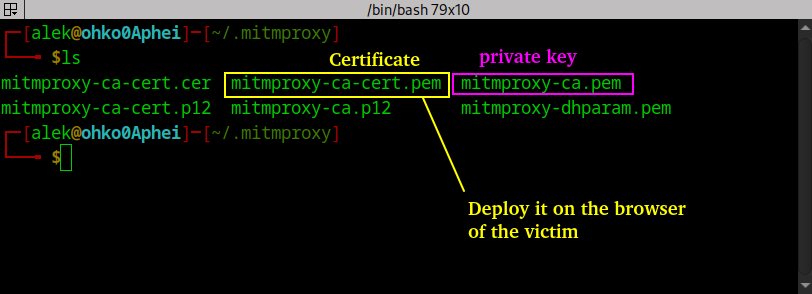 /bin/bash 79x10
[alek@ohko0Aphei]-[~/.mitmproxy]
$ls
Certificate private key
mitmproxy-ca-cert.cer mitmproxy-ca-cert.pem mitmproxy-ca.pem
mitmproxy-ca-cert.p12 mitmproxy-ca.p12 mitmproxy-dhparam.pem
[alek@ohko0Aphei]-[~/.mitmproxy]
$
Deploy it on the browser
of the victim